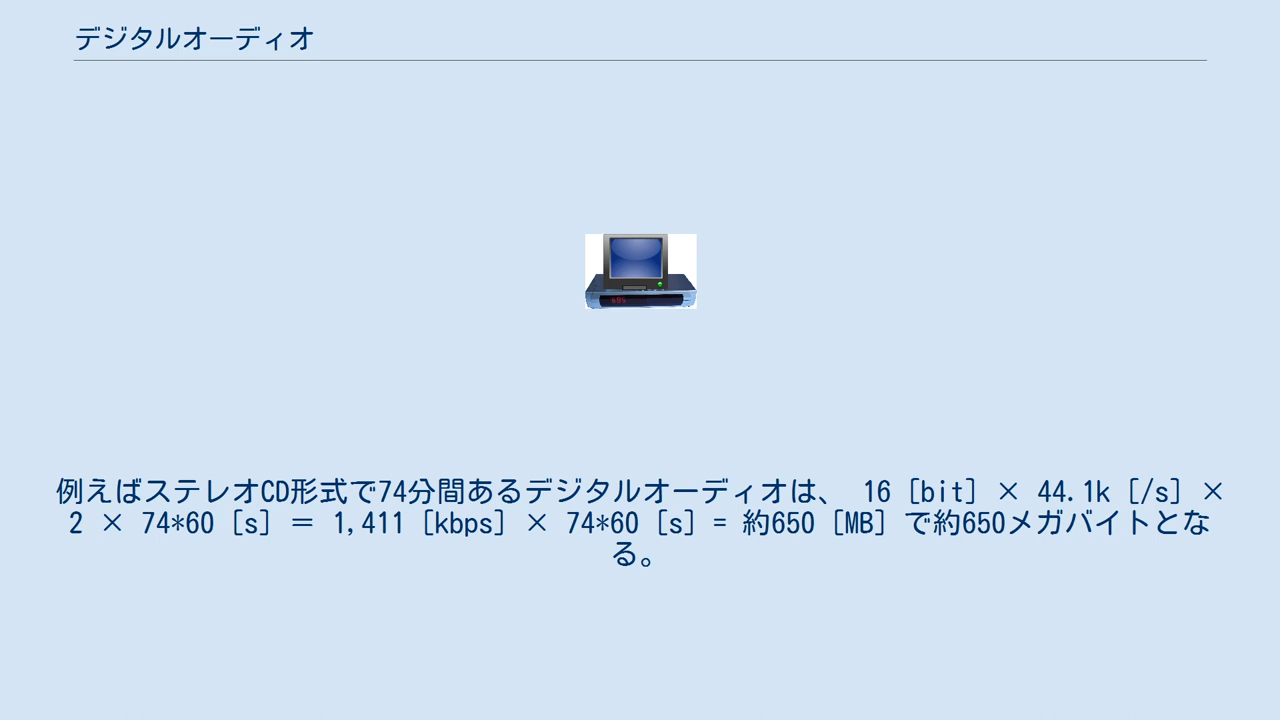 デジタルオーディオ
685
例えばステレオCD形式で74分間あるデジタルオーディオは、 16［bit］× 44.1k［/s］×
2 × 74*60［s］＝ 1,411［kbps］× 74*60［s］= 約650［MB］で約650メガバイトとな
る。